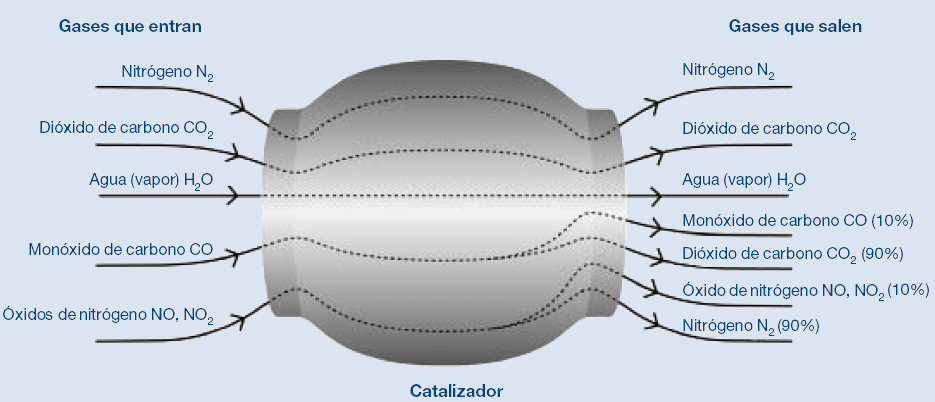 Gases que entran
Gases que salen
Nitrógeno N₂
Dióxido de carbono CO₂
Agua (vapor) H₂O
Monóxido de carbono CO
Óxidos de nitrógeno NO, NO₂
Nitrógeno N₂
Dióxido de carbono CO₂
Agua (vapor) H₂O
Monóxido de carbono CO (10%)
Dióxido de carbono CO₂ (90%)
Óxido de nitrógeno NO, NO₂ (10%)
Nitrógeno N₂ (90%)
Catalizador